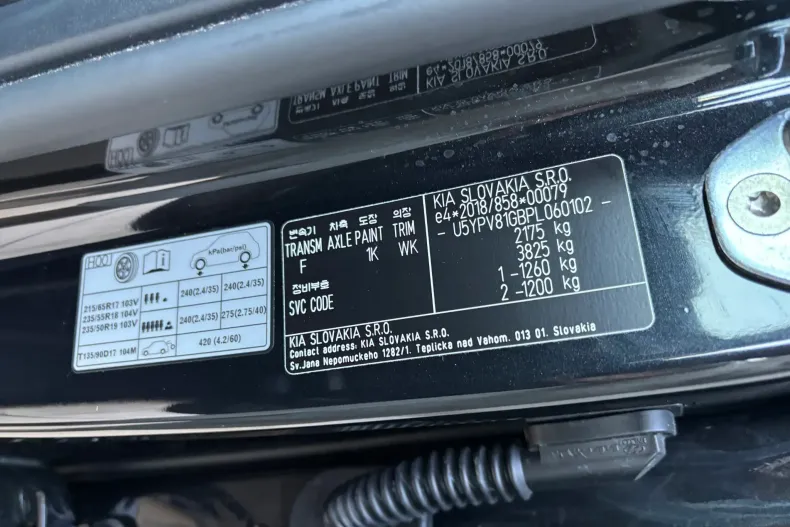 H00
kPa(bar/psi)
215/65R17 103V
235/55R18 104V
235/50R19 103V
240(2.4/35) 240(2.4/35)
240(2.4/35) 275(2.75/40)
T135/90D17 104M
420 (4.2/60)
변속기 차축 도장 의장
TRANSM AXLE PAINT TRIM
F 1K WK
정비부호
SVC CODE
KIA SLOVAKIA S.R.O.
e4*2018/858*00079
- U5YPV81GBPL060102 -
2175 kg
3825 kg
1 -1260 kg
2 -1200 kg
KIA SLOVAKIA S.R.O.
Contact address: KIA SLOVAKIA S.R.O.
Sv.Jana Nepomuckeho 1282/1. Teplicka nad Vahom. 013 01. Slovakia